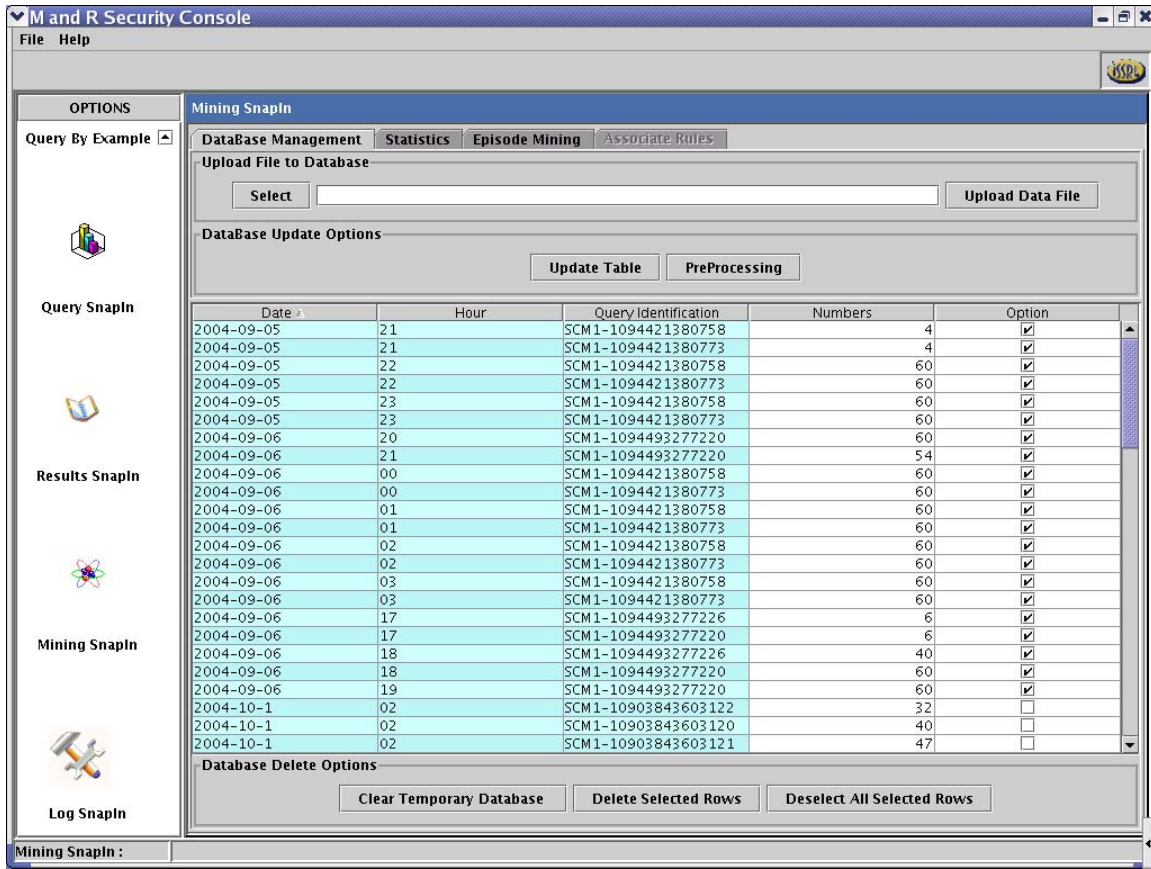 M and R Security Console
File Help
iSSRL
OPTIONS
Query By Example
Query SnapIn
Results SnapIn
Mining SnapIn
Log SnapIn
Mining SnapIn
DataBase Management Statistics Episode Mining Associate Rules
Upload File to Database
Select Upload Data File
DataBase Update Options
Update Table PreProcessing
Date Hour Query Identification Numbers Option
2004-09-05 21 SCM1-1094421380758 4
2004-09-05 21 SCM1-1094421380773 4
2004-09-05 22 SCM1-1094421380758 60
2004-09-05 22 SCM1-1094421380773 60
2004-09-05 23 SCM1-1094421380758 60
2004-09-05 23 SCM1-1094421380773 60
2004-09-06 20 SCM1-1094493277220 60
2004-09-06 21 SCM1-1094493277220 54
2004-09-06 00 SCM1-1094421380758 60
2004-09-06 00 SCM1-1094421380773 60
2004-09-06 01 SCM1-1094421380758 60
2004-09-06 01 SCM1-1094421380773 60
2004-09-06 02 SCM1-1094421380758 60
2004-09-06 02 SCM1-1094421380773 60
2004-09-06 03 SCM1-1094421380758 60
2004-09-06 03 SCM1-1094421380773 60
2004-09-06 17 SCM1-1094493277226 6
2004-09-06 17 SCM1-1094493277220 6
2004-09-06 18 SCM1-1094493277226 40
2004-09-06 18 SCM1-1094493277220 60
2004-09-06 19 SCM1-1094493277220 60
2004-10-1 02 SCM1-10903843603122 32
2004-10-1 02 SCM1-10903843603120 40
2004-10-1 02 SCM1-10903843603121 47
Database Delete Options
Clear Temporary Database Delete Selected Rows Deselect All Selected Rows
Mining SnapIn :